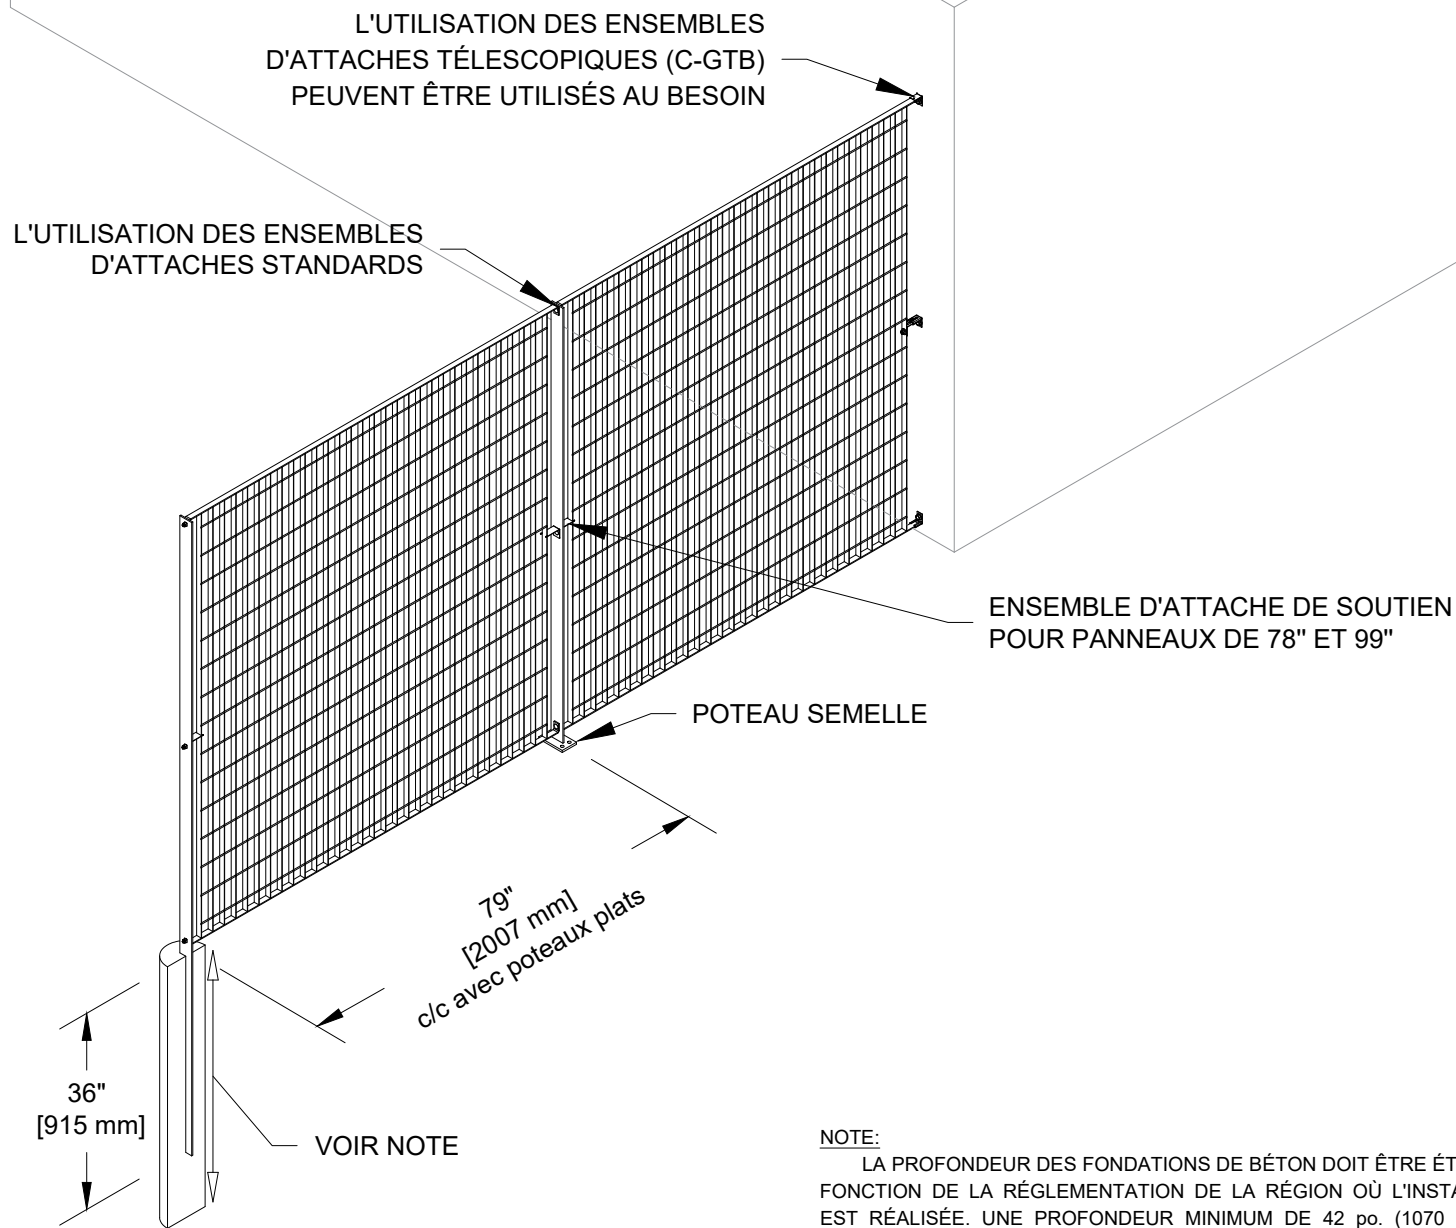 L'UTILISATION DES ENSEMBLES
D'ATTACHES TÉLESCOPIQUES (C-GTB)
PEUVENT ÊTRE UTILISÉS AU BESOIN
L'UTILISATION DES ENSEMBLES
D'ATTACHES STANDARDS
ENSEMBLE D'ATTACHE DE SOUTIEN
POUR PANNEAUX DE 78" ET 99"
POTEAU SEMELLE
79"
[2007 mm]
c/c avec poteaux plats
36"
[915 mm]
VOIR NOTE
NOTE:
LA PROFONDEUR DES FONDATIONS DE BÉTON DOIT ÊTRE
FONCTION DE LA RÉGLEMENTATION DE LA RÉGION OÙ
EST RÉALISÉE. UNE PROFONDEUR MINIMUM DE 42 po. (1070